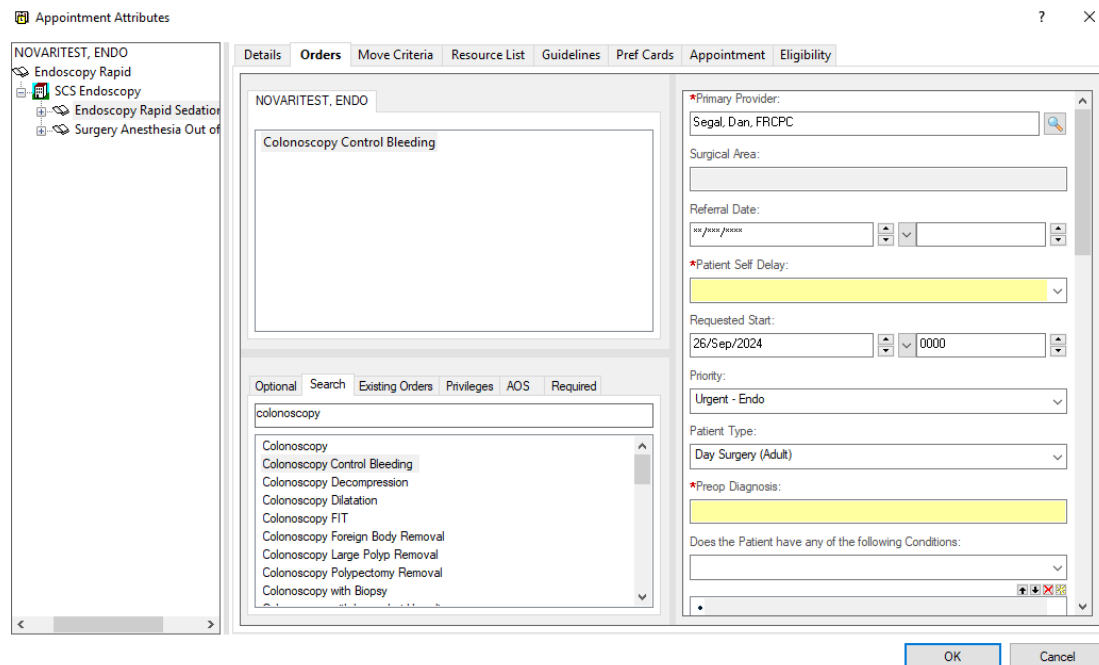 Appointment Attributes
?
NOVARITEST, ENDO
Endoscopy Rapid
SCS Endoscopy
Endoscopy Rapid Sedation
Surgery Anesthesia Out of
Details Orders Move Criteria Resource List Guidelines Pref Cards Appointment Eligibility
NOVARITEST, ENDO
Colonoscopy Control Bleeding
Optional Search Existing Orders Privileges AOS Required
colonoscopy
Colonoscopy
Colonoscopy Control Bleeding
Colonoscopy Decompression
Colonoscopy Dilatation
Colonoscopy FIT
Colonoscopy Foreign Body Removal
Colonoscopy Large Polyp Removal
Colonoscopy Polypectomy Removal
Colonoscopy with Biopsy
*Primary Provider:
Segal, Dan, FRCPC
Surgical Area:
Referral Date:
**/***/****
*Patient Self Delay:
Requested Start:
26/Sep/2024 0000
Priority:
Urgent - Endo
Patient Type:
Day Surgery (Adult)
*Preop Diagnosis:
Does the Patient have any of the following Conditions:
OK Cancel